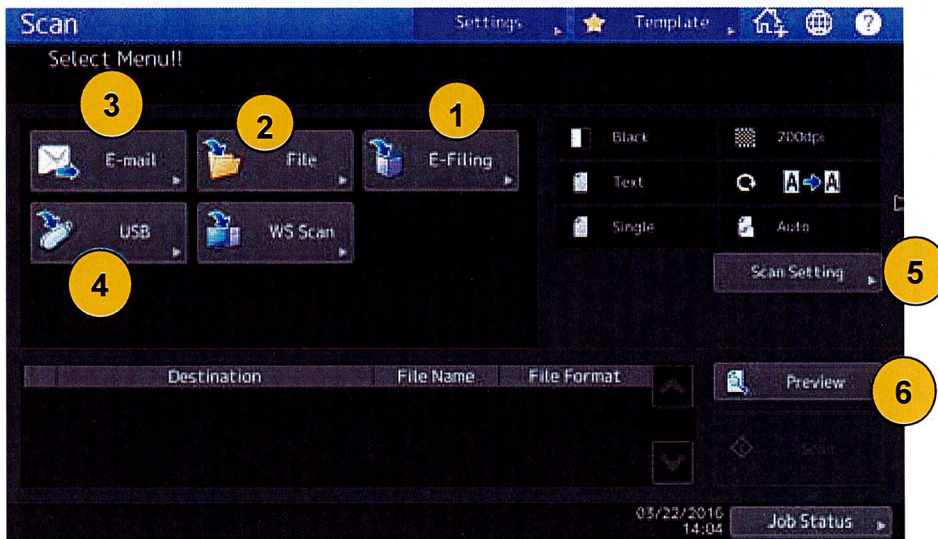 Scan Settings Template ?
Select Menu!!
3 2 1
E-mail File E-Filing
Black 200dpi
Text A A
USB WS Scan
Single Auto
4
Scan Setting 5
Destination File Name File Format
Preview 6
Scan
03/22/2016
14:04
Job Status